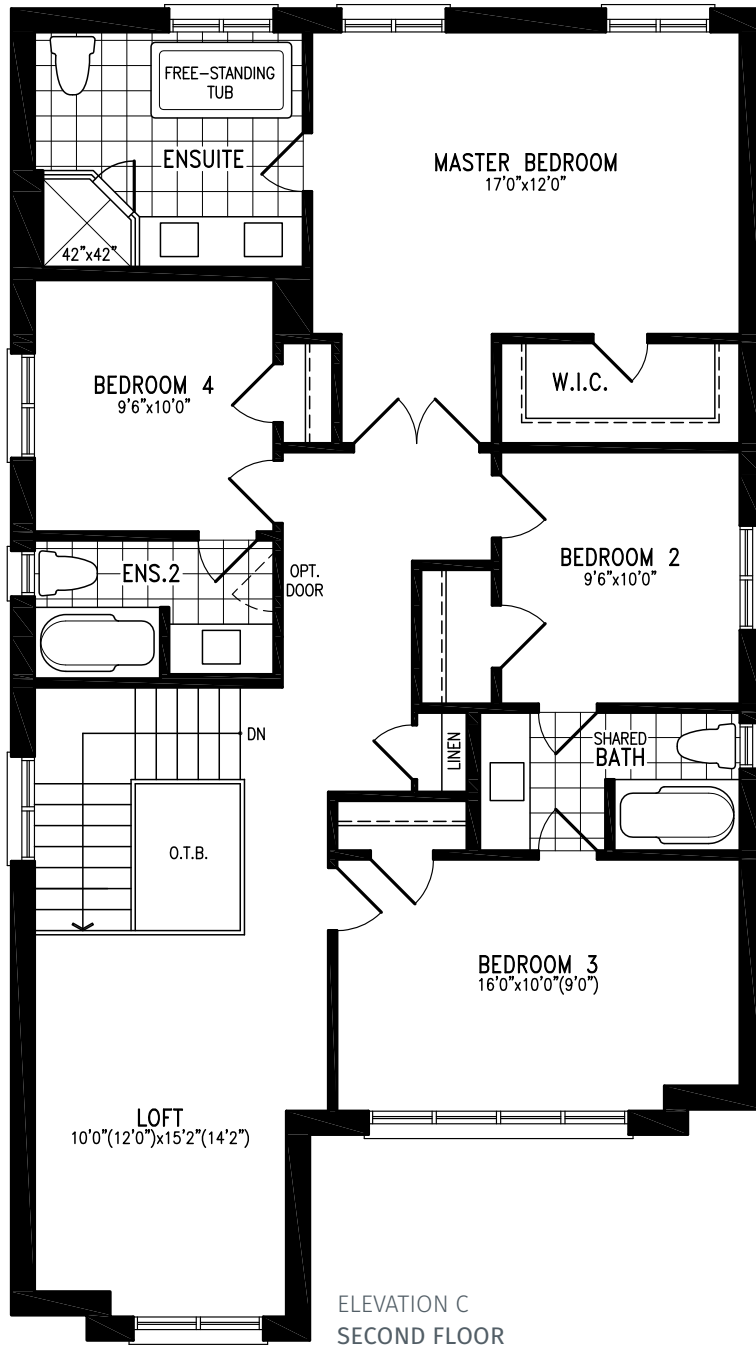 FREE-STANDING
TUB
ENSUITE
42"x42"
MASTER BEDROOM
17'0"x12'0"
W.I.C.
BEDROOM 4
9'6"x10'0"
ENS.2
OPT.
DOOR
BEDROOM 2
9'6"x10'0"
DN
LINEN
SHARED
BATH
O.T.B.
BEDROOM 3
16'0"x10'0"(9'0")
LOFT
10'0"(12'0")x15'2"(14'2")
ELEVATION C
SECOND FLOOR